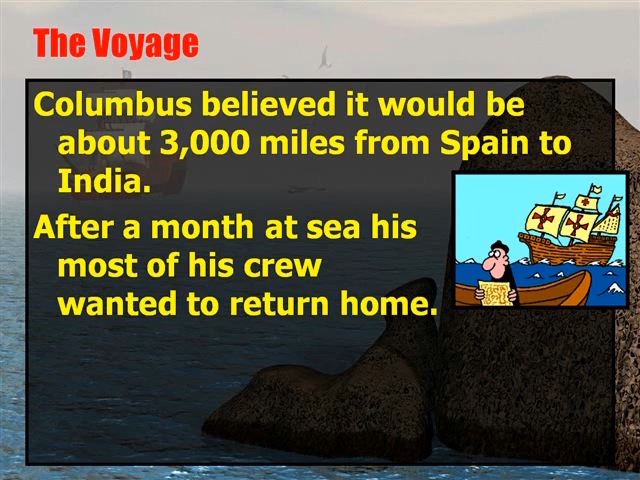 The Voyage
Columbus believed it would be
about 3,000 miles from Spain to
India.
After a month at sea his
most of his crew
wanted to return home.